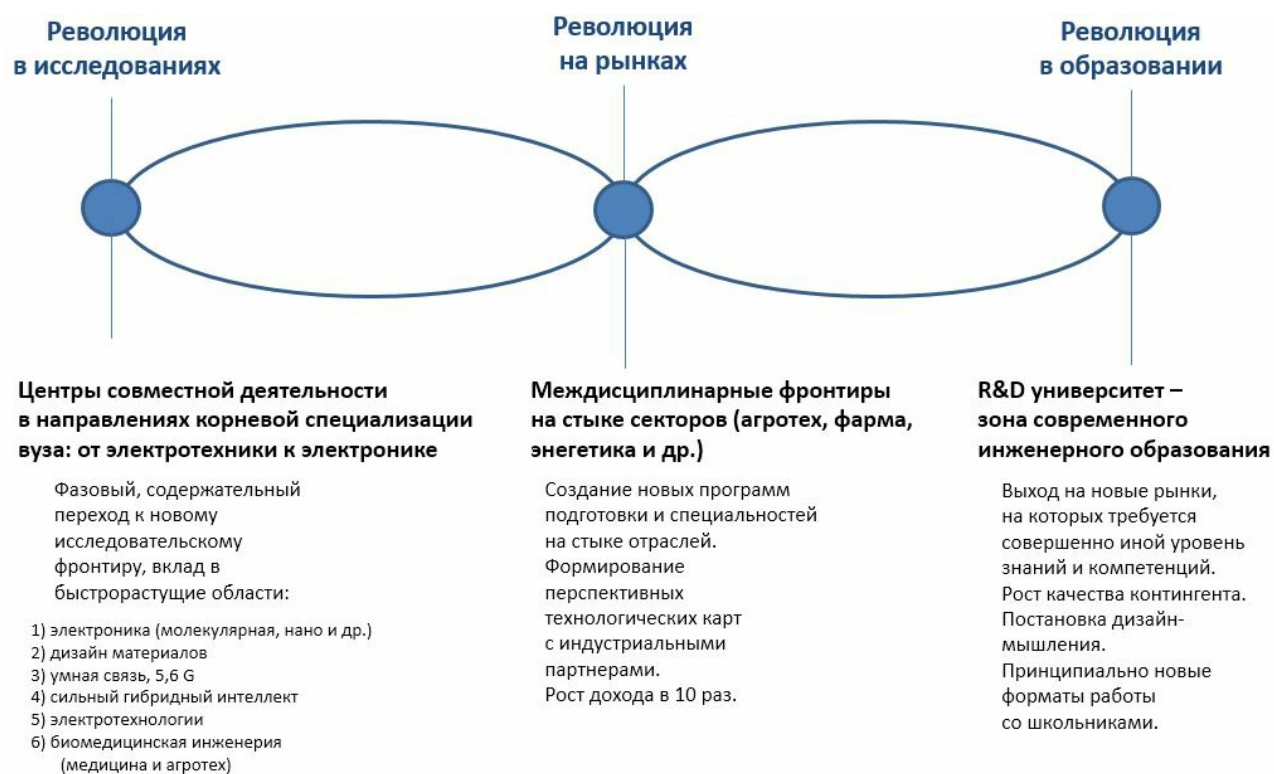 Революция
в исследованиях
Революция
на рынках
Революция
в образовании
Центры совместной деятельности
в направлениях корневой специализации
вуза: от электротехники к электронике
Фазовый, содержательный
переход к новому
исследовательскому
фронтиру, вклад в
быстрорастущие области:
1) электроника (молекулярная, нано и др.)
2) дизайн материалов
3) умная связь, 5,6 G
4) сильный гибридный интеллект
5) электротехнологии
6) биомедицинская инженерия
(медицина и агротех)
Междисциплинарные фронтиры
на стыке секторов (агротех, фарма,
энегетика и др.)
Создание новых программ
подготовки и специальностей
на стыке отраслей.
Формирование
перспективных
технологических карт
с индустриальными
партнерами.
Рост дохода в 10 раз.
R&D университет –
зона современного
инженерного образования
Выход на новые рынки,
на которых требуется
совершенно иной уровень
знаний и компетенций.
Рост качества контингента.
Постановка дизайн-
мышления.
Принципиально новые
форматы работы
со школьниками.